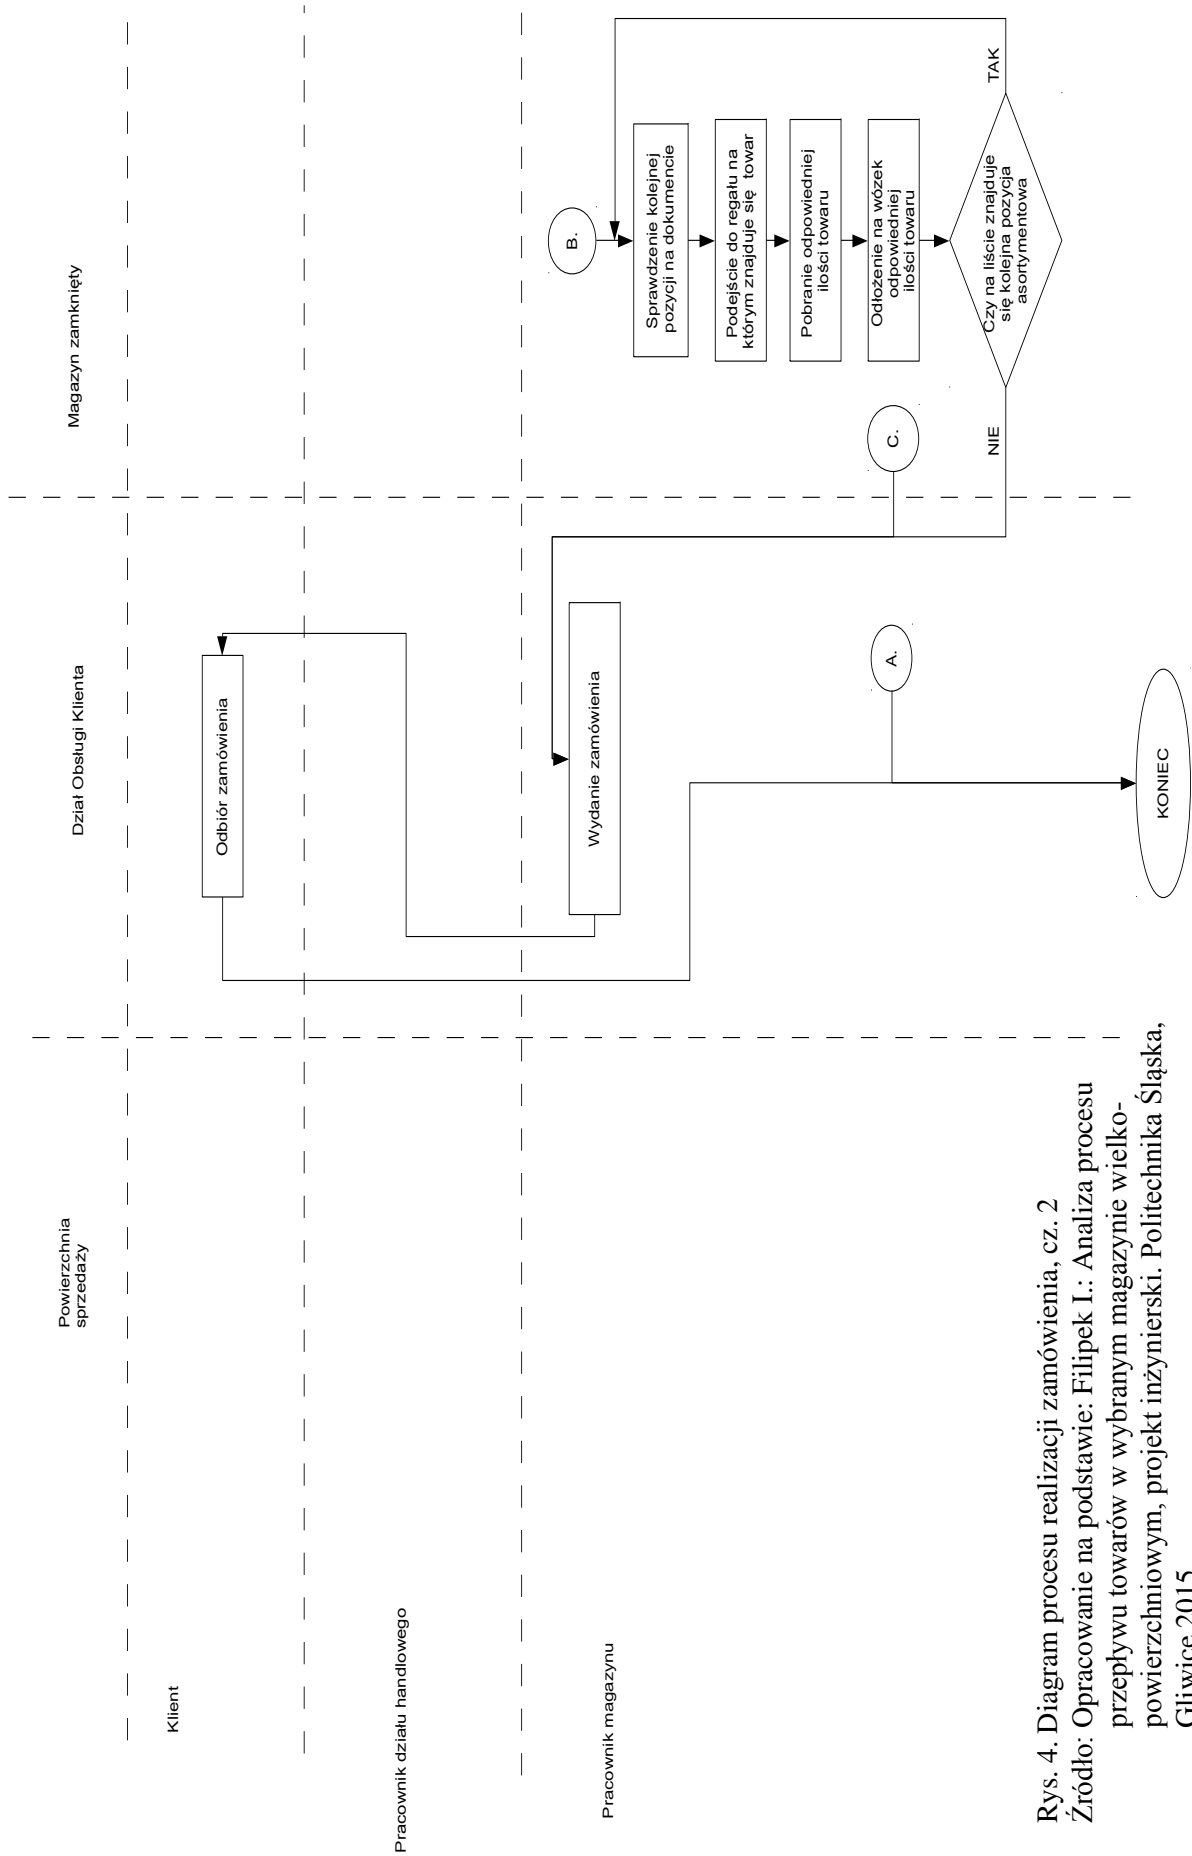 Powierzchnia
sprzedaży
Dział Obsługi Klienta
Magazyn zamknięty
Klient
Odbiór zamówienia
Pracownik działu handlowego
Pracownik magazynu
Wydanie zamówienia
B.
Sprawdzenie kolejnej
pozycji na dokumencie
Podejście do regału na
którym znajduje się towar
Pobranie odpowiedniej
ilości towaru
Odłożenie na wózek
odpowiedniej
ilości towaru
Czy na liście znajduje
się kolejna pozycja
asortymentowa
TAK
NIE
C.
A.
KONIEC
Rys. 4. Diagram procesu realizacji zamówienia, cz. 2
Źródło: Opracowanie na podstawie: Filipek I.: Analiza procesu
przepływu towarów w wybranym magazynie wielko-
powierzchniowym, projekt inżynierski. Politechnika Śląska,
Gliwice 2015